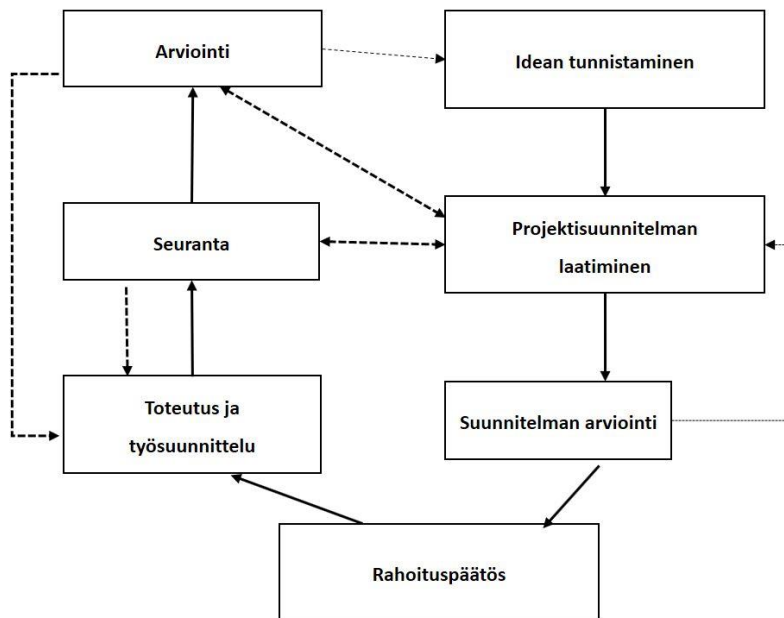 Arviointi
Idean tunnistaminen
Seuranta
Projektisuunnitelman
laatiminen
Toteutus ja
työsuunnittelu
Suunnitelman arviointi
Rahoituspäätös